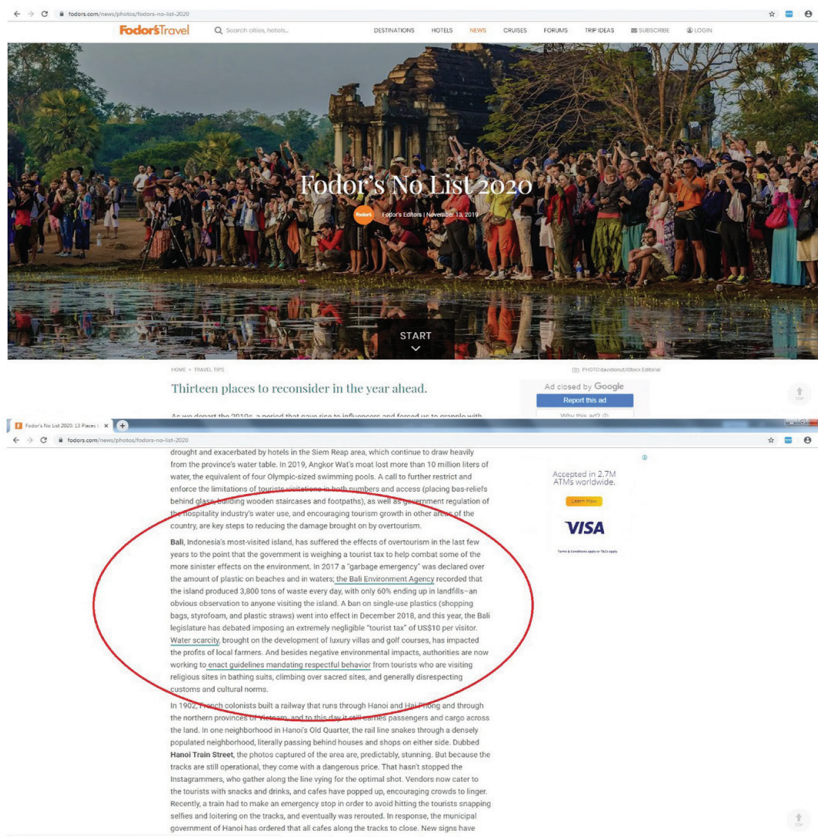 fodors.com/news/photos/fodors-no-list-2020
Fodor'sTravel
Search cities, hotels...
DESTINATIONS HOTELS NEWS CRUISES FORUMS TRIP IDEAS SUBSCRIBE LOGIN
Fodor's No List 2020
Fodor's
Fodor's Editors | November 13, 2019
START
HOME TRAVEL TIPS
Thirteen places to reconsider in the year ahead.
Ad closed by Google
Report this ad
Why this ad?
TOP
Fodor's No List 2020: 13 Places
fodors.com/news/photos/fodors-no-list-2020
drought and exacerbated by hotels in the Siem Reap area, which continue to draw heavily
from the province's water table. In 2019, Angkor Wat's moat lost more than 10 million liters of
water, the equivalent of four Olympic-sized swimming pools. A call to further restrict and
enforce the limitations of tourists visitations in both numbers and access (placing bas-reliefs
behind glass, building wooden staircases and footpaths), as well as government regulation of
the hospitality industry's water use, and encouraging tourism growth in other areas of the
country, are key steps to reducing the damage brought on by overtourism.
Bali, Indonesia's most-visited island, has suffered the effects of overtourism in the last few
years to the point that the government is weighing a tourist tax to help combat some of the
more sinister effects on the environment. In 2017 a "garbage emergency" was declared over
the amount of plastic on beaches and in waters; the Bali Environment Agency recorded that
the island produced 3,800 tons of waste every day, with only 60% ending up in landfills–an
obvious observation to anyone visiting the island. A ban on single-use plastics (shopping
bags, styrofoam, and plastic straws) went into effect in December 2018, and this year, the Bali
legislature has debated imposing an extremely negligible "tourist tax" of US$10 per visitor.
Water scarcity, brought on the development of luxury villas and golf courses, has impacted
the profits of local farmers. And besides negative environmental impacts, authorities are now
working to enact guidelines mandating respectful behavior from tourists who are visiting
religious sites in bathing suits, climbing over sacred sites, and generally disrespecting
customs and cultural norms.
In 1902, French colonists built a railway that runs through Hanoi and Hai Phong and through
the northern provinces of Vietnam, and to this day it still carries passengers and cargo across
the land. In one neighborhood in Hanoi's Old Quarter, the rail line snakes through a densely
populated neighborhood, literally passing behind houses and shops on either side. Dubbed
Hanoi Train Street, the photos captured of the area are, predictably, stunning. But because the
tracks are still operational, they come with a dangerous price. That hasn't stopped the
Instagrammers, who gather along the line vying for the optimal shot. Vendors now cater to
the tourists with snacks and drinks, and cafes have popped up, encouraging crowds to linger.
Recently, a train had to make an emergency stop in order to avoid hitting the tourists snapping
selfies and loitering on the tracks, and eventually was rerouted. In response, the municipal
government of Hanoi has ordered that all cafes along the tracks to close. New signs have
Accepted in 2.7M
ATMs worldwide.
Learn More
VISA
Terms & Conditions apply to T&Cs apply
TOP